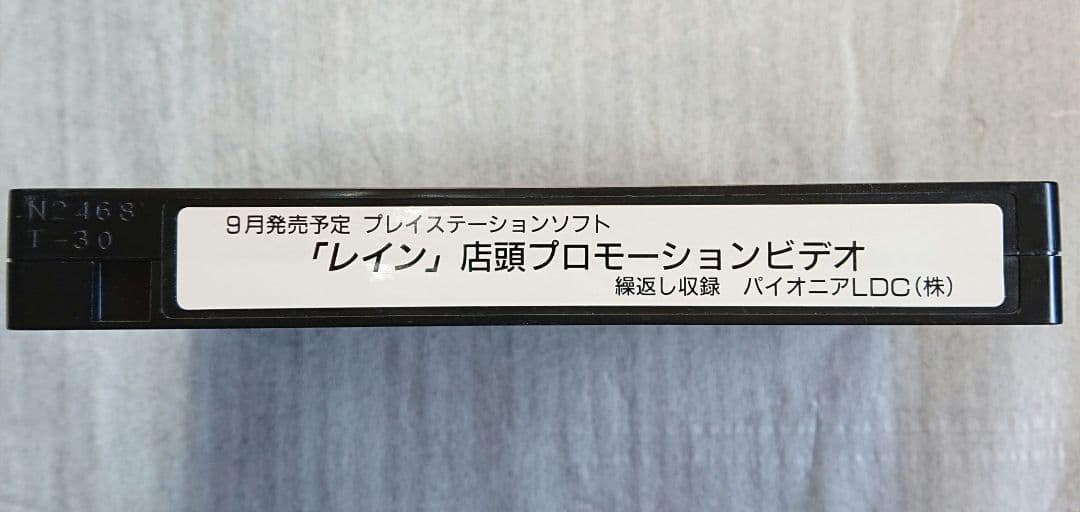 N2468
T-30
9月発売予定 プレイステーションソフト
「レイン」店頭プロモーションビデオ
繰返し収録 パイオニアLDC(株)